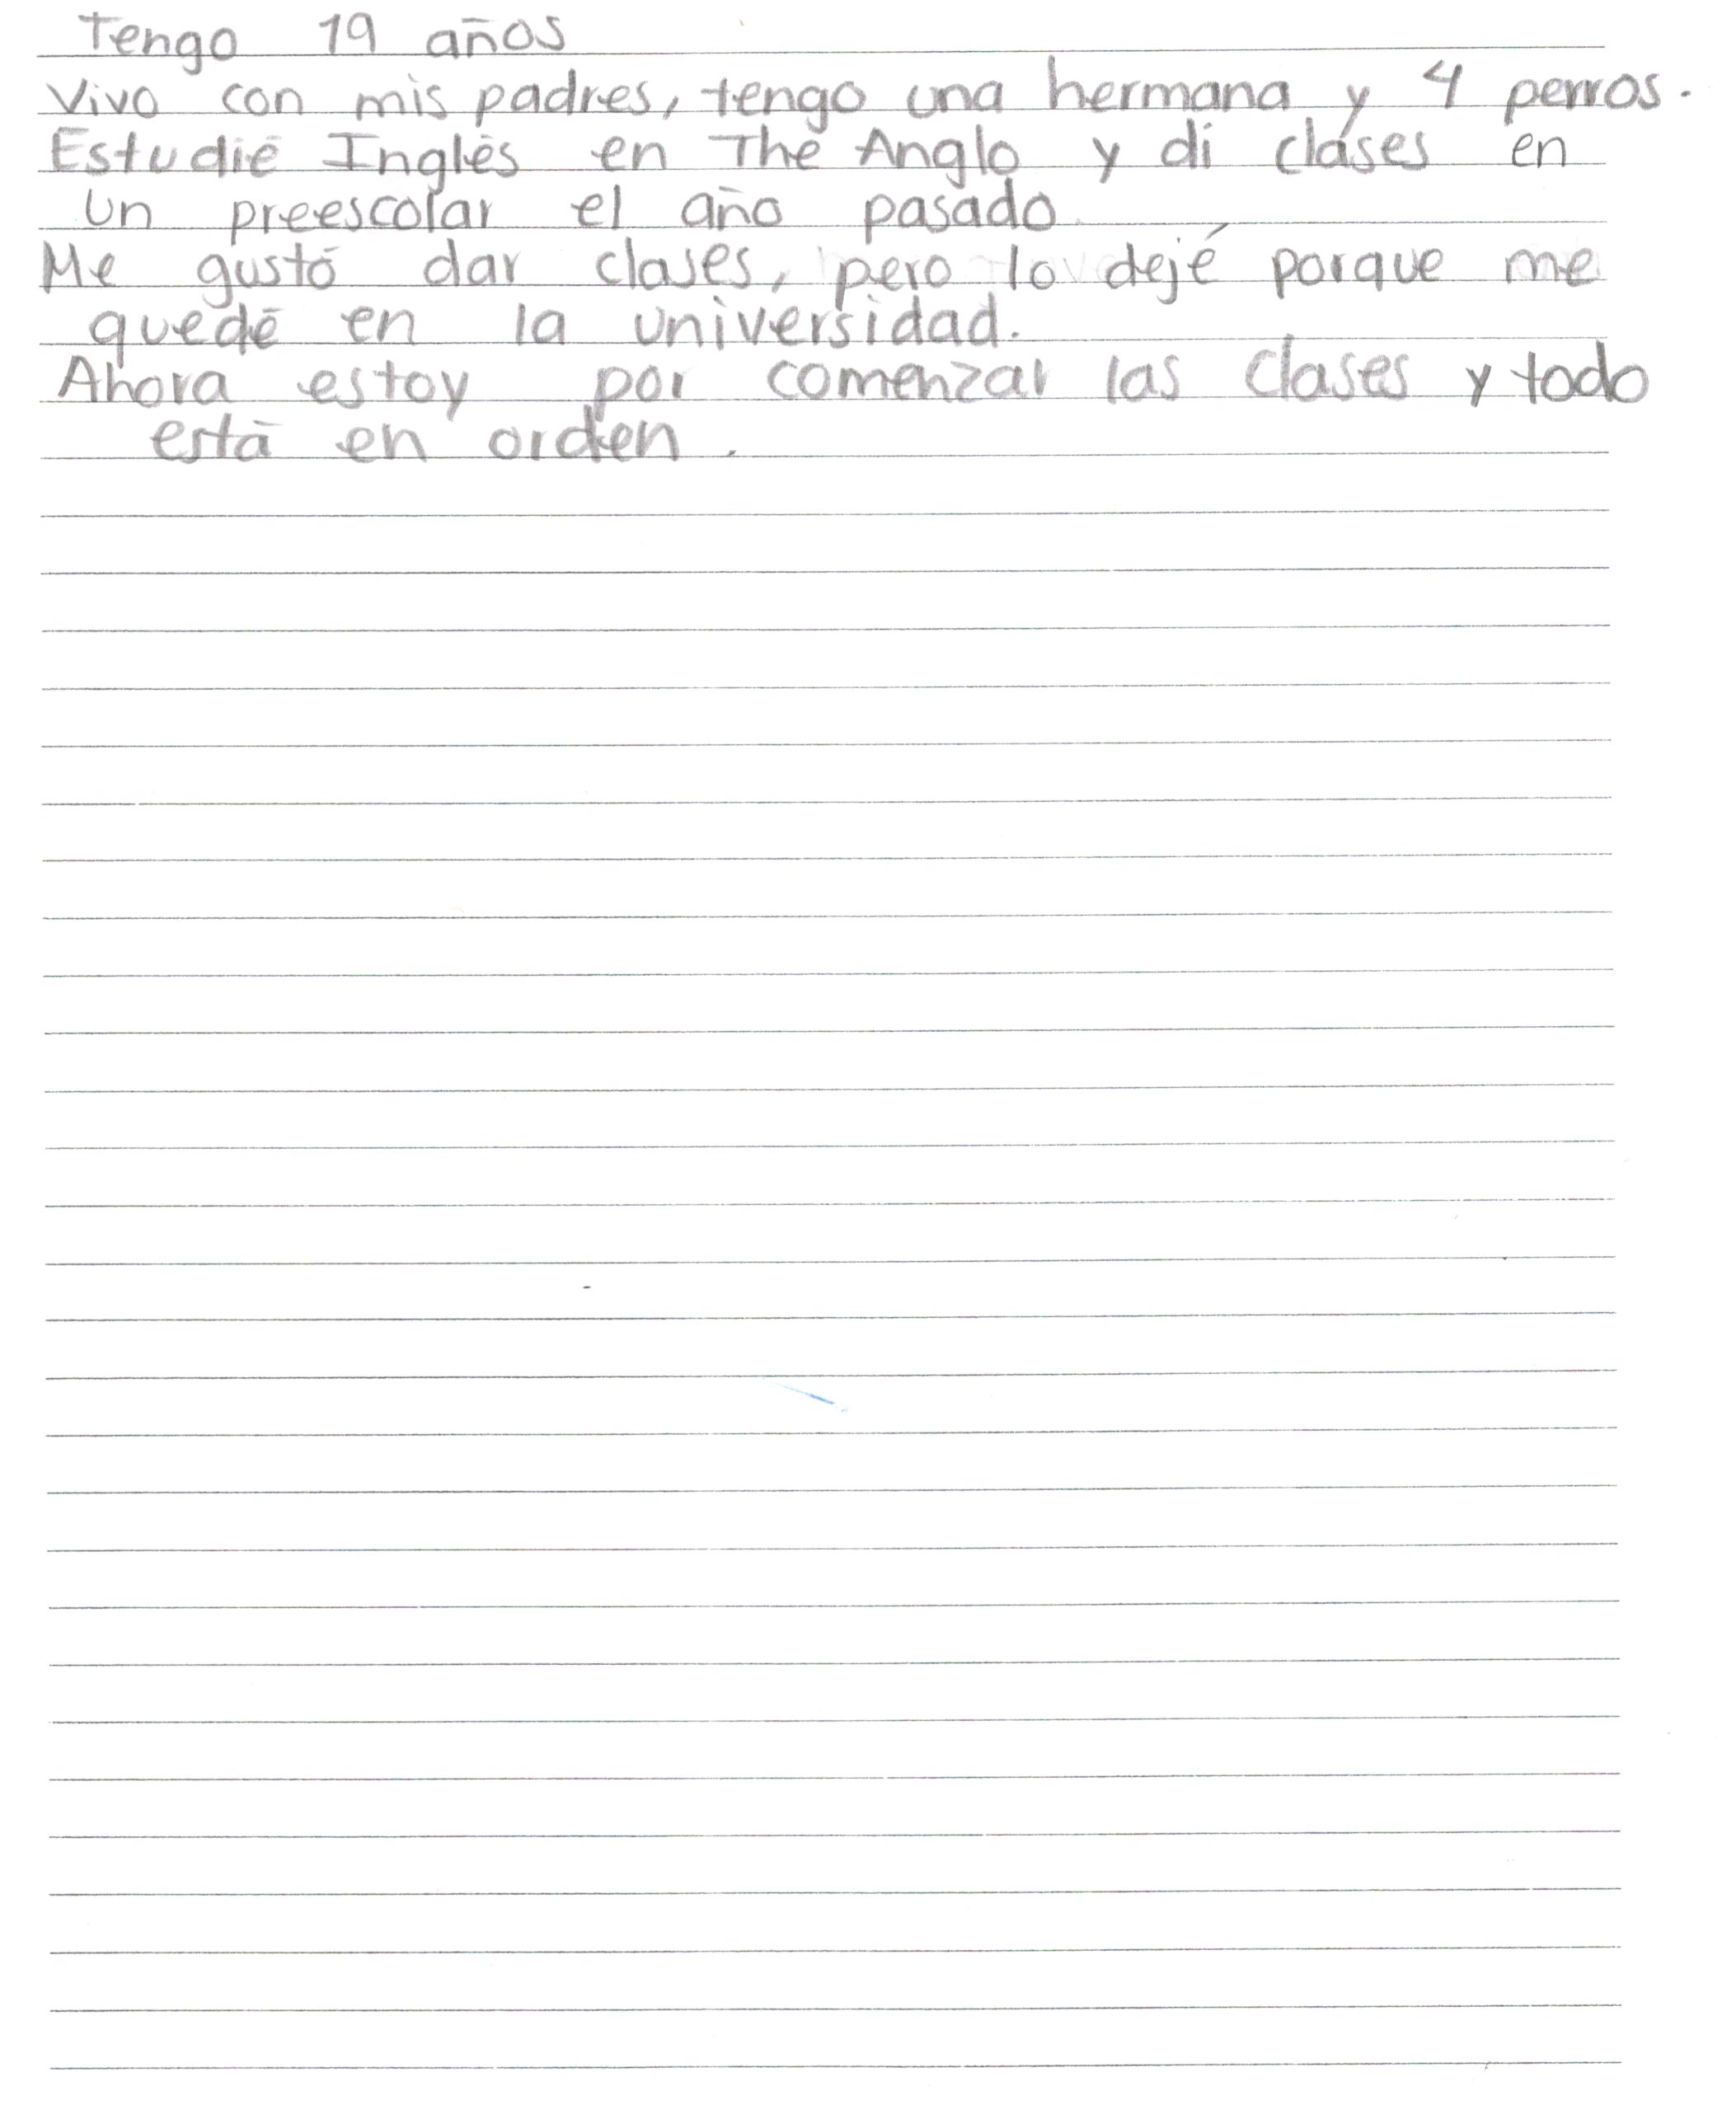 Tengo 19 años
Vivo con mis padres, tengo una hermana y 4 perros.
Estudié Inglés en The Anglo y di clases en
un preescolar el año pasado
Me gustó dar clases, pero lo dejé porque me
quedé en la universidad.
Ahora estoy por comenzar las clases y todo
está en orden.